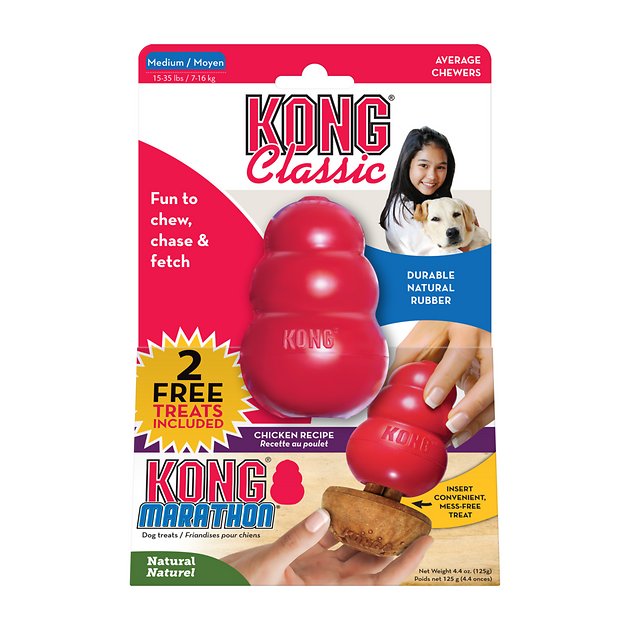 Medium / Moyen
15-35 lbs / 7-16 kg
AVERAGE
CHEWERS
KONG®
Classic
Fun to
chew,
chase &
fetch
DURABLE
NATURAL
RUBBER
KONG
2
FREE
TREATS
INCLUDED
CHICKEN RECIPE
Recette au poulet
KONG
KONG®
MARATHON®
Dog treats / Friandises pour chiens
INSERT
CONVENIENT,
MESS-FREE
TREAT
Natural
Naturel
Net Weight 4.4 oz. (125g)
Poids net 125 g (4.4 onces)